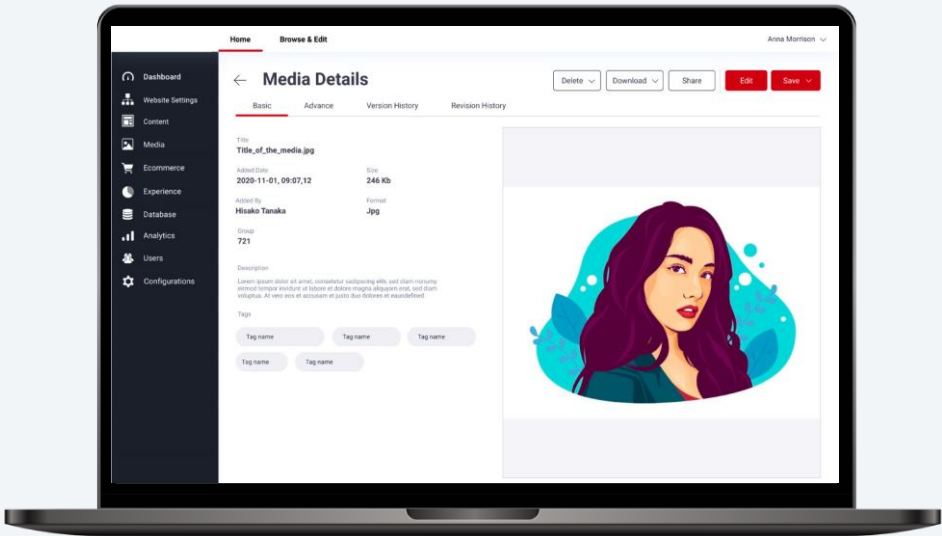 Home Browse & Edit Anna Morrison
Dashboard
Website Settings
Content
Media
Ecommerce
Experience
Database
Analytics
Users
Configurations
Media Details
Delete Download Share Edit Save
Basic Advance Version History Revision History
Title
Title_of_the_media.jpg
Added Date Size
2020-11-01, 09:07,12 246 Kb
Added By Format
Hisako Tanaka Jpg
Group
721
Description
Lorem ipsum dolor sit amet, consetetur sadipscing elitr, sed diam nonumy
eirmod tempor invidunt ut labore et dolore magna aliquyam erat, sed diam
voluptua. At vero eos et accusam et justo duo dolores et eaundefined
Tags
Tag name Tag name Tag name
Tag name Tag name